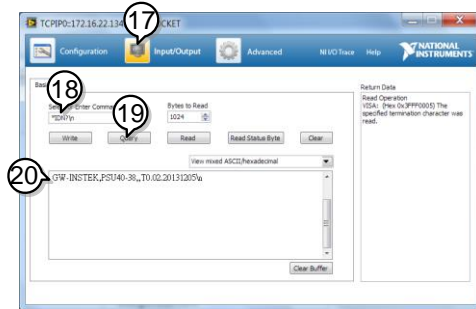 TCPIP0::172.16.22.134
CKET
17
Configuration
Input/Output
Advanced
NI I/O Trace
Help
NATIONAL INSTRUMENTS
18
*IDN?\n
Bytes to Read
1024
19
Write
Query
Read
Read Status Byte
Clear
View mixed ASCII/hexadecimal
20
GW-INSTEK,PSU40-38,,T0.02.20131205\n
Clear Buffer
Return Data
Read Operation
VISA: (Hex 0x3FFF0005) The
specified termination character was
read.